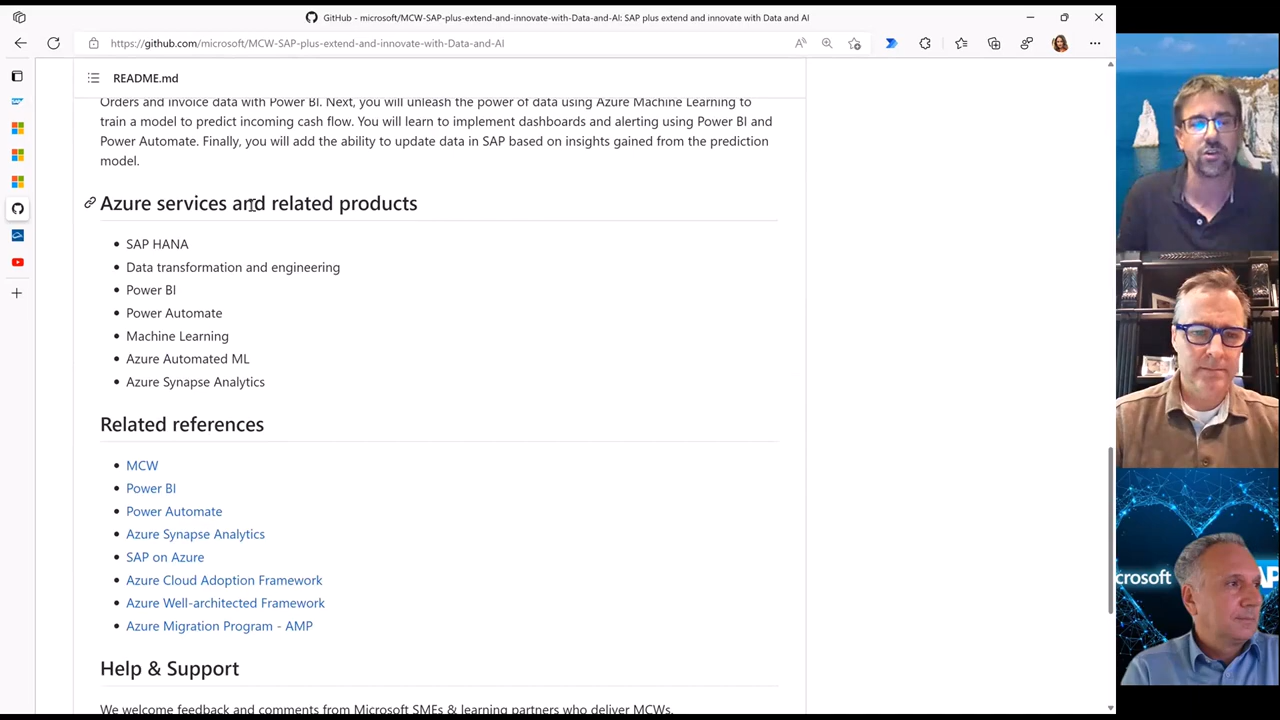 GitHub - microsoft/MCW-SAP-plus-extend-and-innovate-with-Data-and-AI: SAP plus extend and innovate with Data and AI
https://github.com/microsoft/MCW-SAP-plus-extend-and-innovate-with-Data-and-AI
README.md
Orders and invoice data with Power BI. Next, you will unleash the power of data using Azure Machine Learning to
train a model to predict incoming cash flow. You will learn to implement dashboards and alerting using Power BI and
Power Automate. Finally, you will add the ability to update data in SAP based on insights gained from the prediction
model.
Azure services and related products
SAP HANA
Data transformation and engineering
Power BI
Power Automate
Machine Learning
Azure Automated ML
Azure Synapse Analytics
Related references
MCW
Power BI
Power Automate
Azure Synapse Analytics
SAP on Azure
Azure Cloud Adoption Framework
Azure Well-architected Framework
Azure Migration Program - AMP
Help & Support
We welcome feedback and comments from Microsoft SMEs & learning partners who deliver MCWs.
crosoft
AP